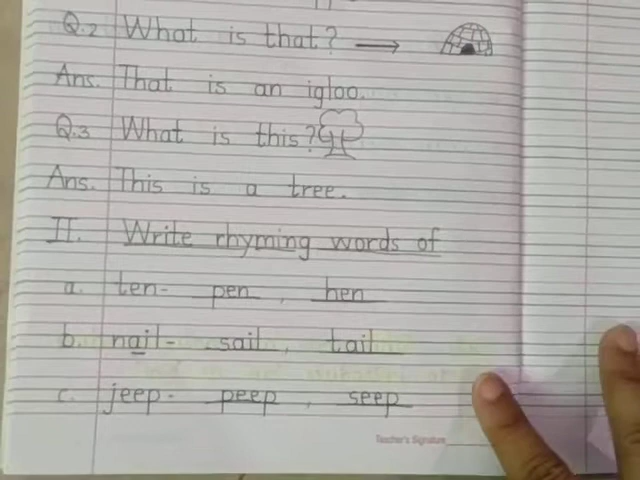 Q.2 What is that? →
Ans. That is an igloo.
Q.3 What is this?
Ans. This is a tree.
II. Write rhyming words of
a. ten- pen, hen
b. nail- sail, tail
c. jeep- peep, seep
Teacher's Signature